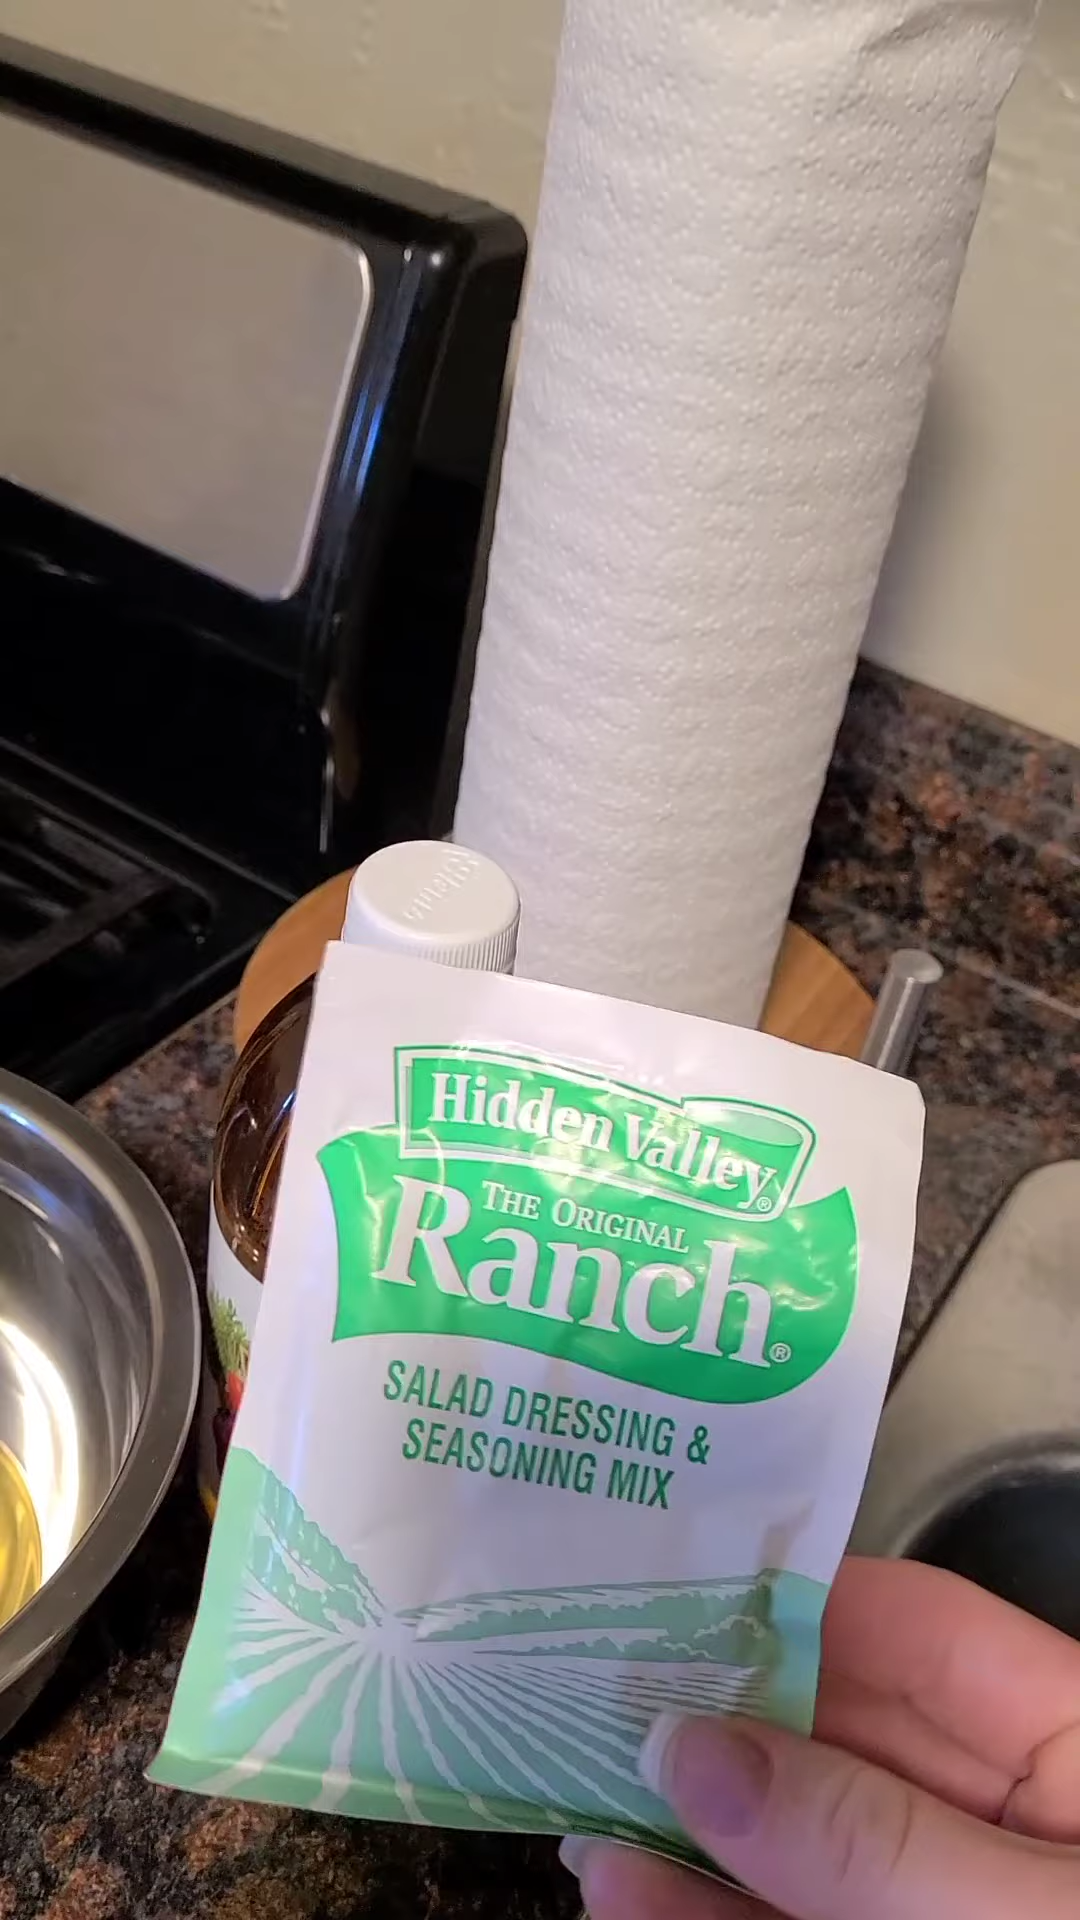 Hidden Valley®
THE ORIGINAL
Ranch®
SALAD DRESSING &
SEASONING MIX